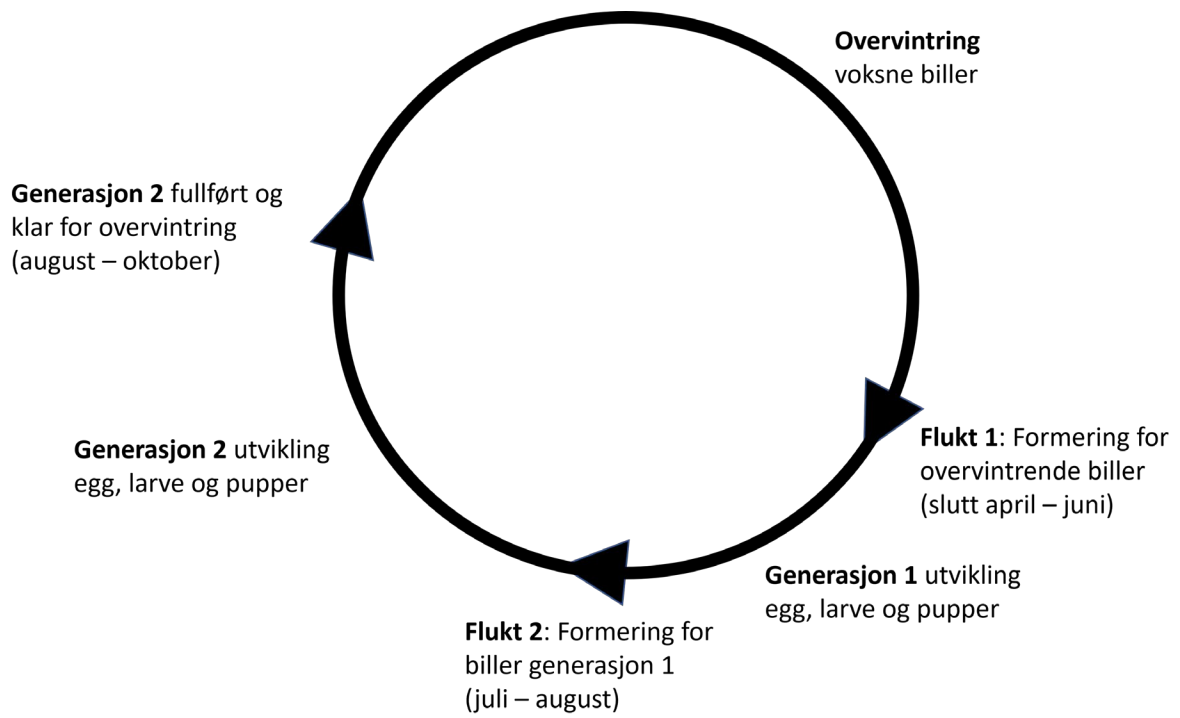 Overvintring
voksne biller
Flukt 1: Formering for
overvintrende biller
(slutt april – juni)
Generasjon 1 utvikling
egg, larve og pupper
Flukt 2: Formering for
biller generasjon 1
(juli – august)
Generasjon 2 utvikling
egg, larve og pupper
Generasjon 2 fullført og
klar for overvintring
(august – oktober)